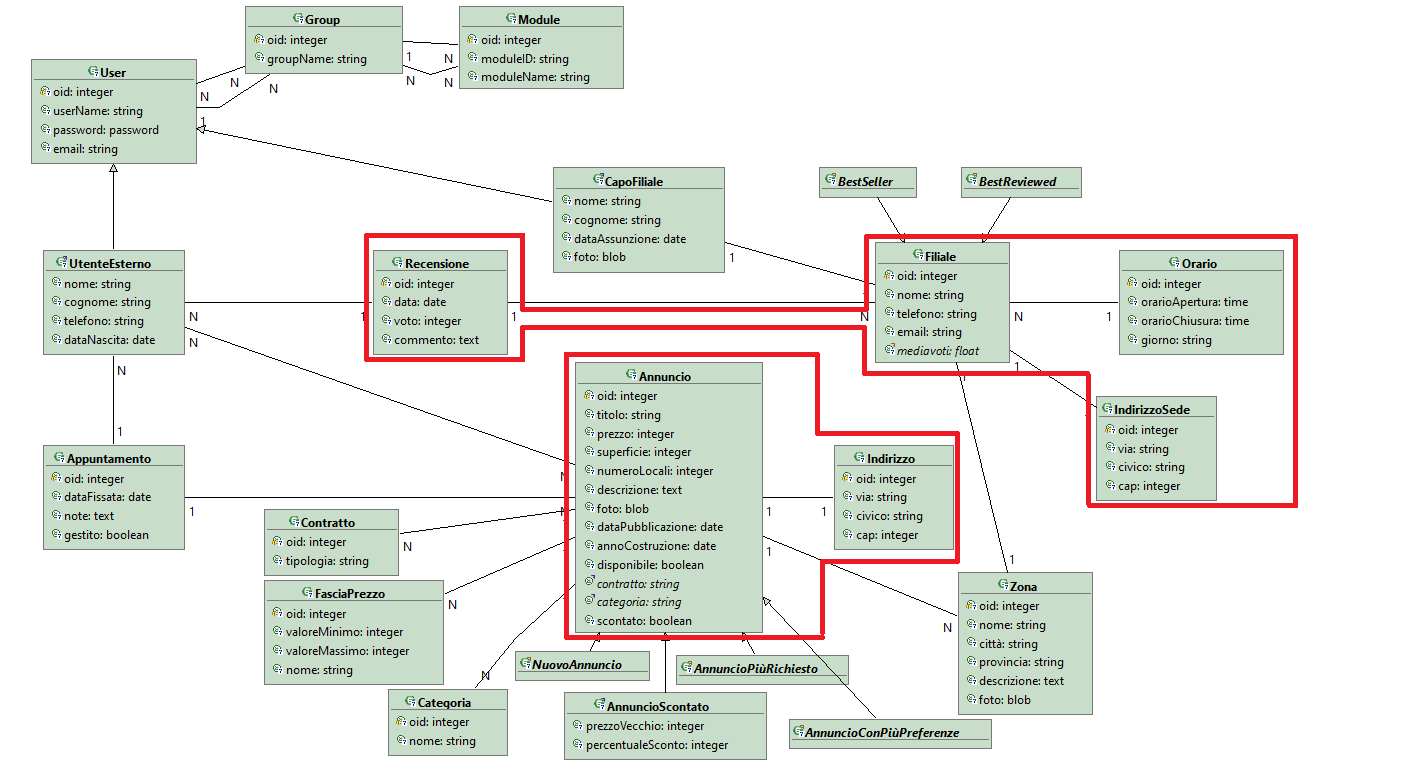 Group
oid: integer
groupName: string
Module
oid: integer
moduleID: string
moduleName: string
1
N
N
N
User
oid: integer
userName: string
password: password
email: string
N
N
N
1
CapoFiliale
nome: string
cognome: string
dataAssunzione: date
foto: blob
1
BestSeller
BestReviewed
UtenteEsterno
nome: string
cognome: string
telefono: string
dataNascita: date
N
1
N
N
Recensione
oid: integer
data: date
voto: integer
commento: text
1
N
Filiale
oid: integer
nome: string
telefono: string
email: string
mediavoti: float
N
1
1
1
Orario
oid: integer
orarioApertura: time
orarioChiusura: time
giorno: string
IndirizzoSede
oid: integer
via: string
civico: string
cap: integer
Annuncio
oid: integer
titolo: string
prezzo: integer
superficie: integer
numeroLocali: integer
descrizione: text
foto: blob
dataPubblicazione: date
annoCostruzione: date
disponibile: boolean
contratto: string
categoria: string
scontato: boolean
N
1
1
1
Indirizzo
oid: integer
via: string
civico: string
cap: integer
1
Appuntamento
oid: integer
dataFissata: date
note: text
gestito: boolean
1
Contratto
oid: integer
tipologia: string
N
FasciaPrezzo
oid: integer
valoreMinimo: integer
valoreMassimo: integer
nome: string
N
Categoria
oid: integer
nome: string
N
NuovoAnnuncio
AnnuncioPiùRichiesto
AnnuncioScontato
prezzoVecchio: integer
percentualeSconto: integer
AnnuncioConPiùPreferenze
1
N
Zona
oid: integer
nome: string
città: string
provincia: string
descrizione: text
foto: blob